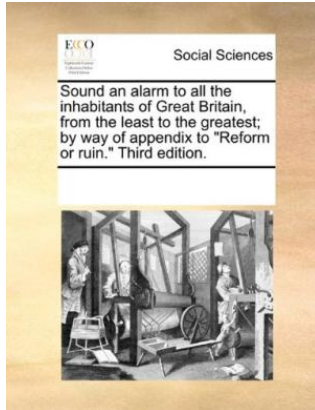 ECCO
Social Sciences
Sound an alarm to all the
inhabitants of Great Britain,
from the least to the greatest;
by way of appendix to "Reform
or ruin." Third edition.